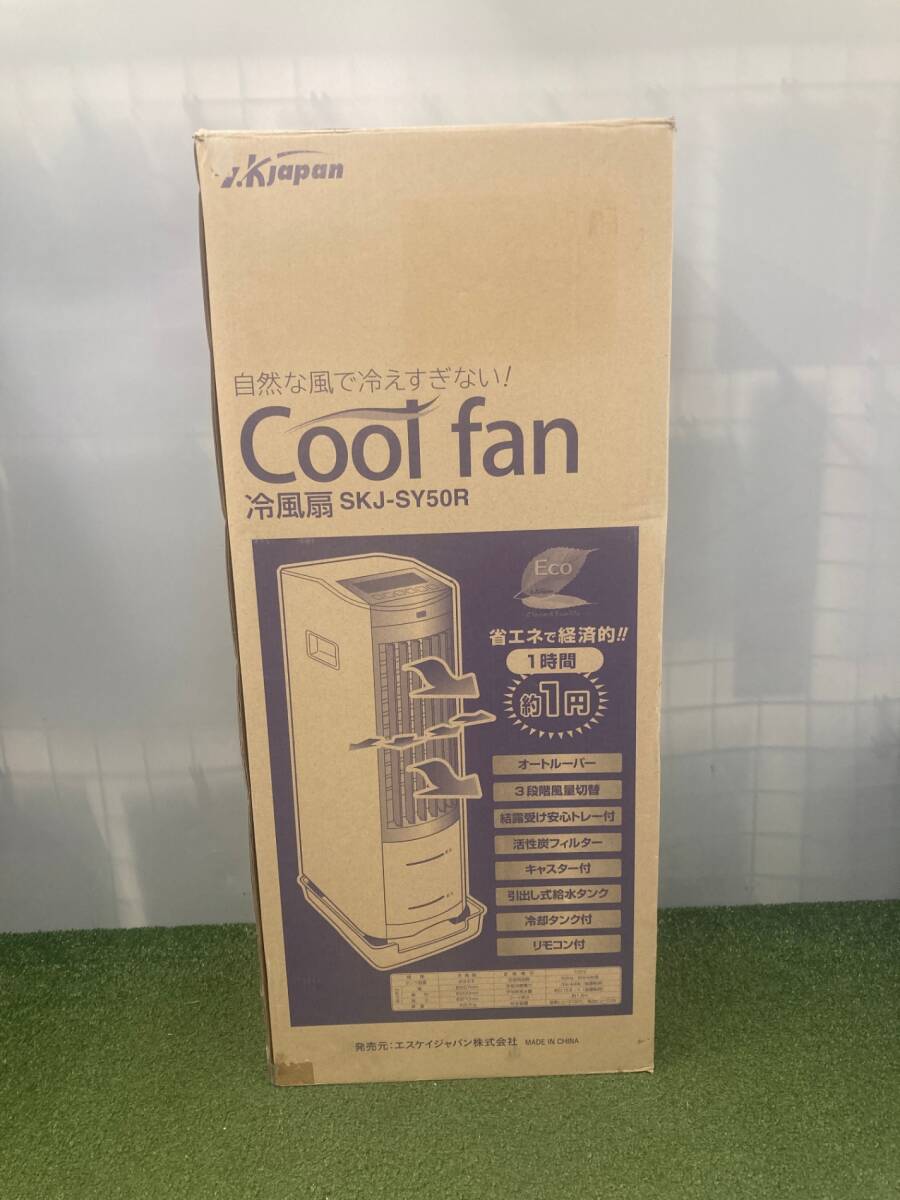 S.KJapan
自然な風で冷えすぎない!
Cool fan
冷風扇 SKJ-SY50R
Eco
省エネで経済的!!
1時間
約1円
オートルーバー
3段階風量切替
結露受け安心トレー付
活性炭フィルター
キャスター付
引出し式給水タンク
冷却タンク付
リモコン付
発売元:エスケイジャパン株式会社 MADE IN CHINA